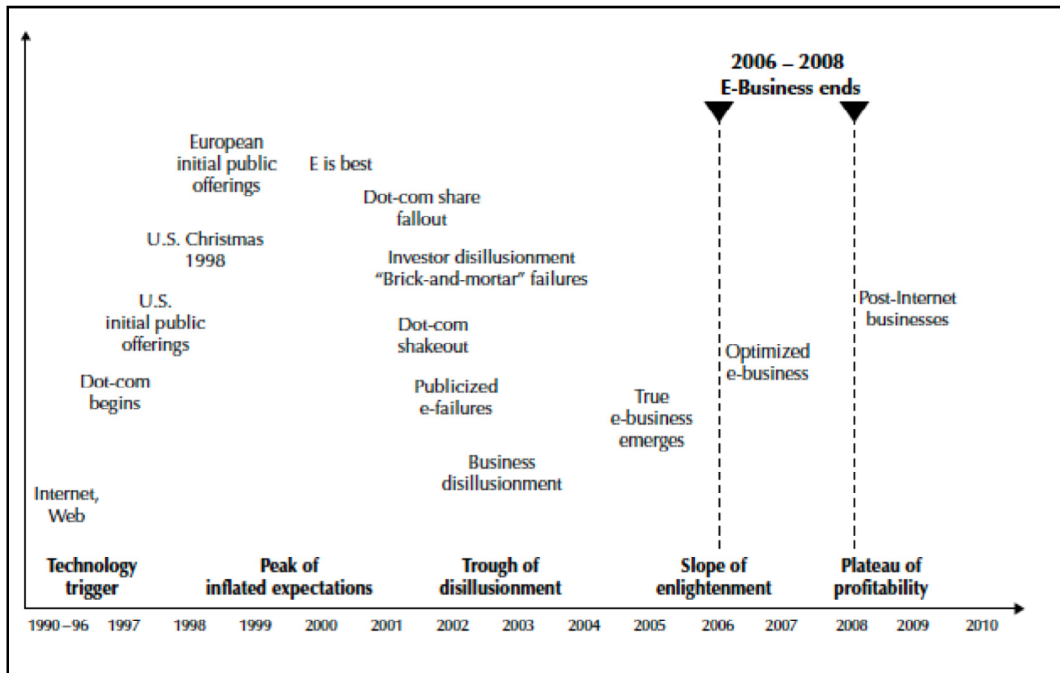 2006 – 2008
E-Business ends
European
initial public
offerings
E is best
Dot-com share
fallout
U.S. Christmas
1998
Investor disillusionment
“Brick-and-mortar” failures
U.S.
initial public
offerings
Post-Internet
businesses
Dot-com
shakeout
Optimized
e-business
Dot-com
begins
Publicized
e-failures
True
e-business
emerges
Business
disillusionment
Internet,
Web
Technology
trigger
Peak of
inflated expectations
Trough of
disillusionment
Slope of
enlightenment
Plateau of
profitability
1990–96 1997 1998 1999 2000 2001 2002 2003 2004 2005 2006 2007 2008 2009 2010